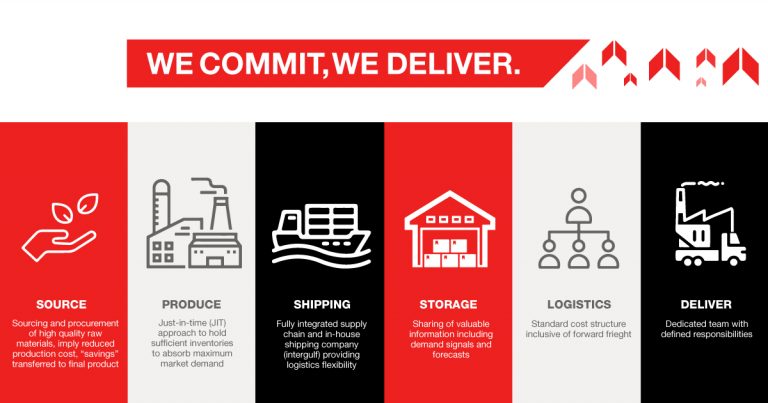 WE COMMIT, WE DELIVER.
SOURCE
Sourcing and procurement
of high quality raw
materials, imply reduced
production cost, “savings”
transferred to final product
PRODUCE
Just-in-time (JIT)
approach to hold
sufficient inventories
to absorb maximum
market demand
SHIPPING
Fully integrated supply
chain and in-house
shipping company
(intergulf) providing
logistics flexibility
STORAGE
Sharing of valuable
information including
demand signals and
forecasts
LOGISTICS
Standard cost structure
inclusive of forward frieght
DELIVER
Dedicated team with
defined responsibilities